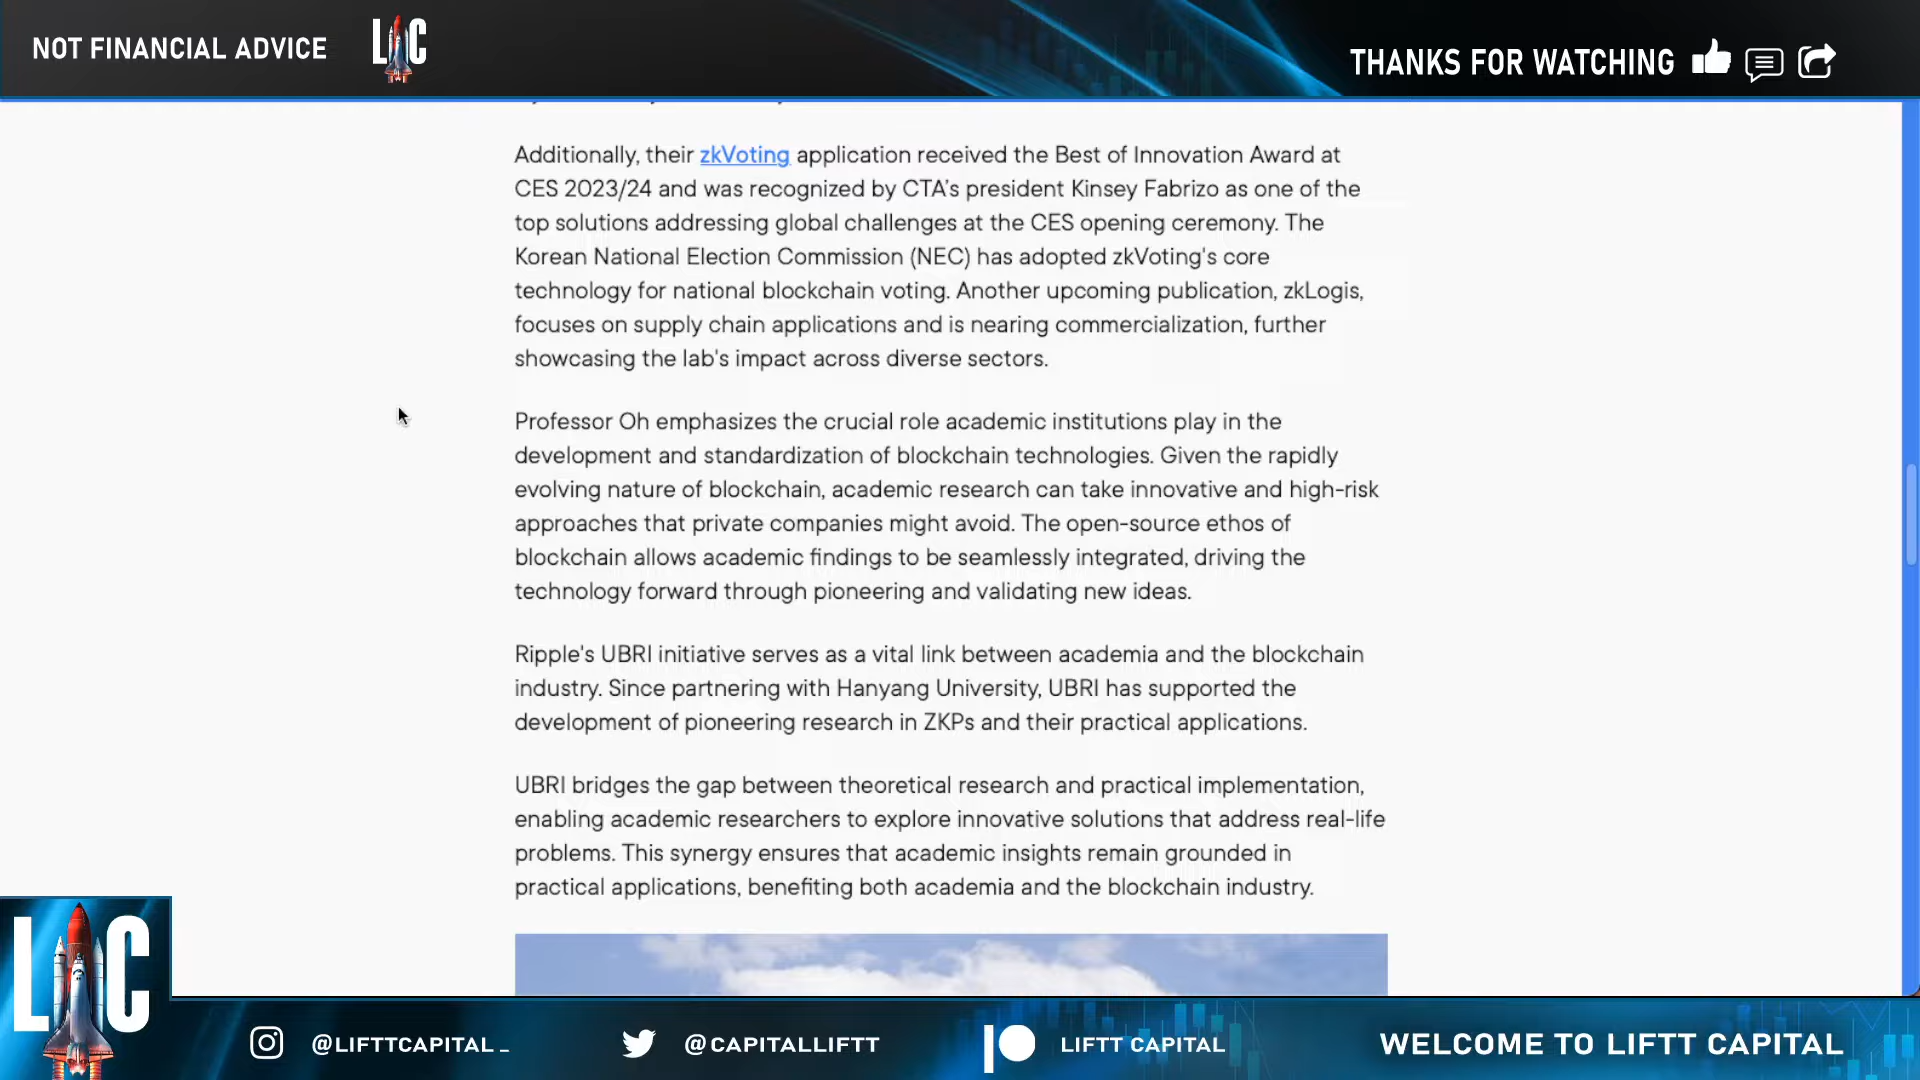 NOT FINANCIAL ADVICE
LC
THANKS FOR WATCHING
Additionally, their zkVoting application received the Best of Innovation Award at
CES 2023/24 and was recognized by CTA's president Kinsey Fabrizo as one of the
top solutions addressing global challenges at the CES opening ceremony. The
Korean National Election Commission (NEC) has adopted zkVoting's core
technology for national blockchain voting. Another upcoming publication, zkLogis,
focuses on supply chain applications and is nearing commercialization, further
showcasing the lab's impact across diverse sectors.
Professor Oh emphasizes the crucial role academic institutions play in the
development and standardization of blockchain technologies. Given the rapidly
evolving nature of blockchain, academic research can take innovative and high-risk
approaches that private companies might avoid. The open-source ethos of
blockchain allows academic findings to be seamlessly integrated, driving the
technology forward through pioneering and validating new ideas.
Ripple's UBRI initiative serves as a vital link between academia and the blockchain
industry. Since partnering with Hanyang University, UBRI has supported the
development of pioneering research in ZKPs and their practical applications.
UBRI bridges the gap between theoretical research and practical implementation,
enabling academic researchers to explore innovative solutions that address real-life
problems. This synergy ensures that academic insights remain grounded in
practical applications, benefiting both academia and the blockchain industry.
LC
@LIFTTCAPITAL_
@CAPITALLIFTT
LIFTT CAPITAL
WELCOME TO LIFTT CAPITAL